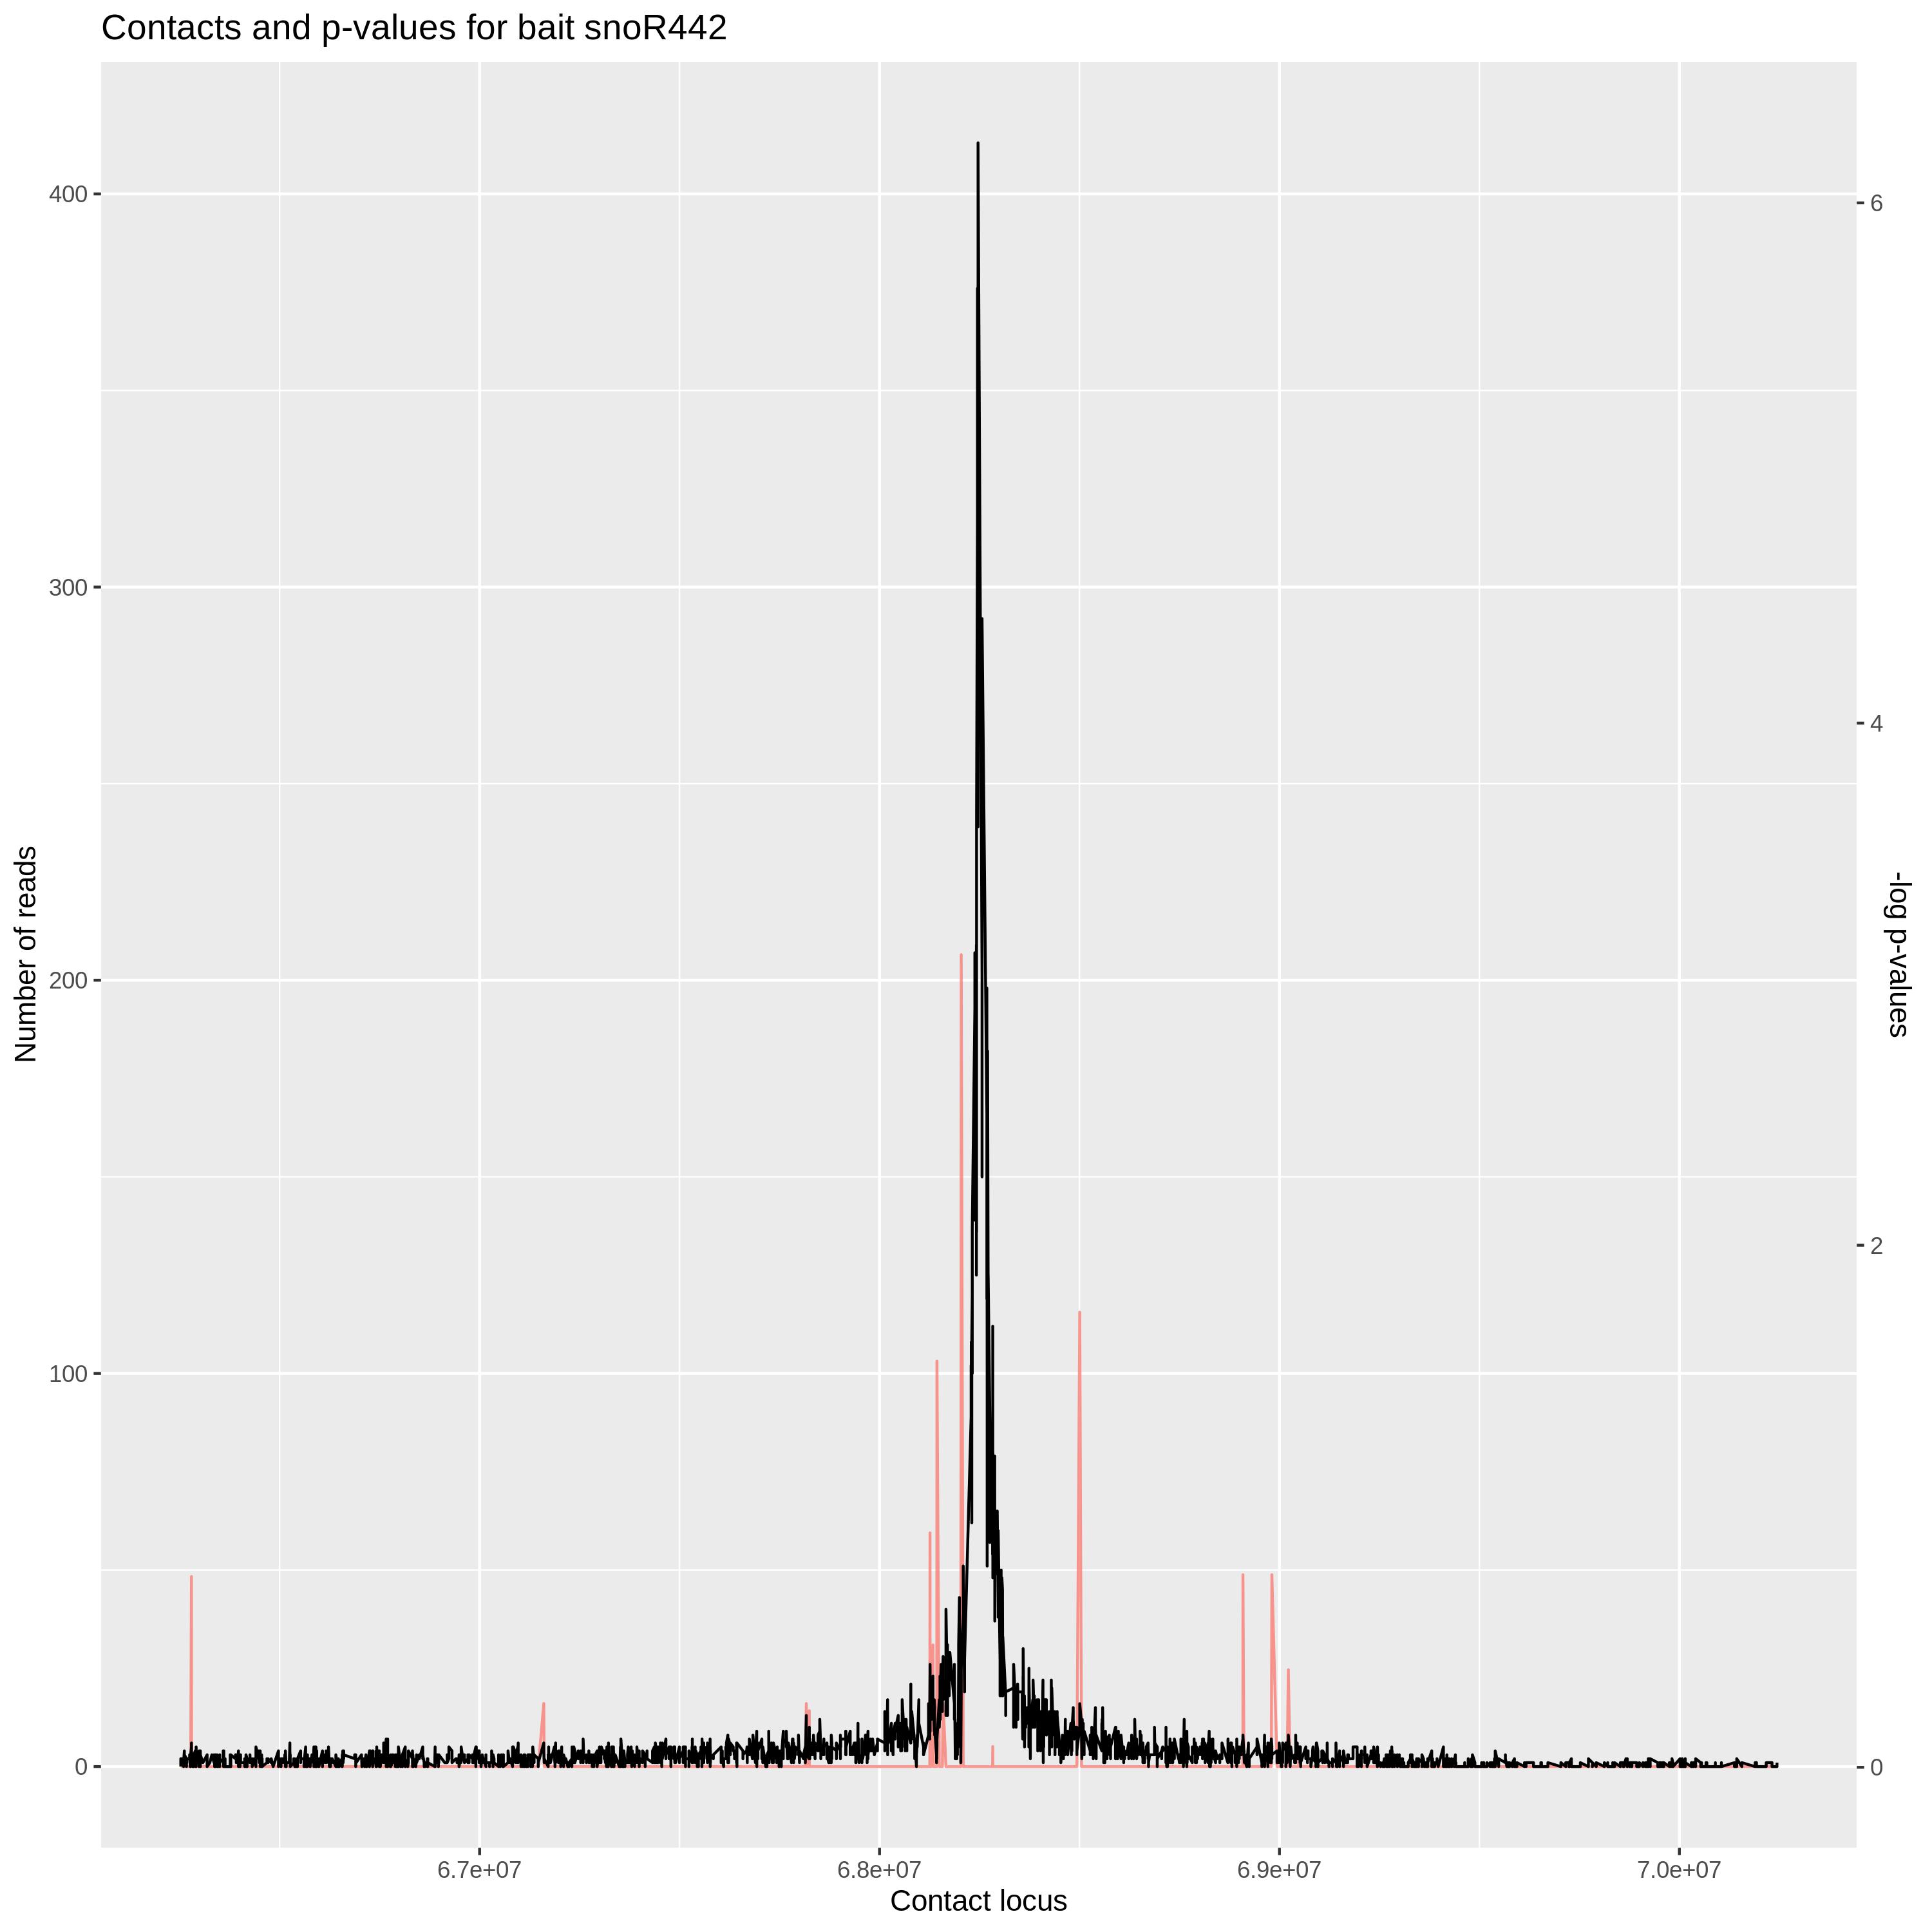 Contacts and p-values for bait snoR442
400
300
200
100
0
Number of reads
6
4
2
0
-log p-values
6.7e+07
6.8e+07
6.9e+07
7.0e+07
Contact locus